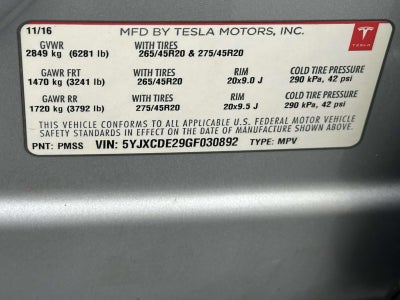 11/16 MFD BY TESLA MOTORS, INC.
GVWR WITH TIRES
2849 kg (6281 lb) 265/45R20 & 275/45R20
TESLA
GAWR FRT WITH TIRES RIM COLD TIRE PRESSURE
1470 kg (3241 lb) 265/45R20 20x9.0 J 290 kPa, 42 psi
GAWR RR WITH TIRES RIM COLD TIRE PRESSURE
1720 kg (3792 lb) 275/45R20 20x9.5 J 290 kPa, 42 psi
THIS VEHICLE CONFORMS TO ALL APPLICABLE U.S. FEDERAL MOTOR
VEHICLE SAFETY STANDARDS IN EFFECT ON THE DATE
OF MANUFACTURE SHOWN ABOVE.
PNT: PMSS VIN: 5YJXCDE29GF030892 TYPE: MPV